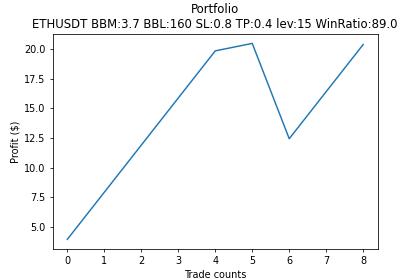 Portfolio
ETHUSDT BBM:3.7 BBL:160 SL:0.8 TP:0.4 lev:15 WinRatio:89.0
20.0
17.5
15.0
12.5
10.0
7.5
5.0
Profit ($)
0 1 2 3 4 5 6 7 8
Trade counts